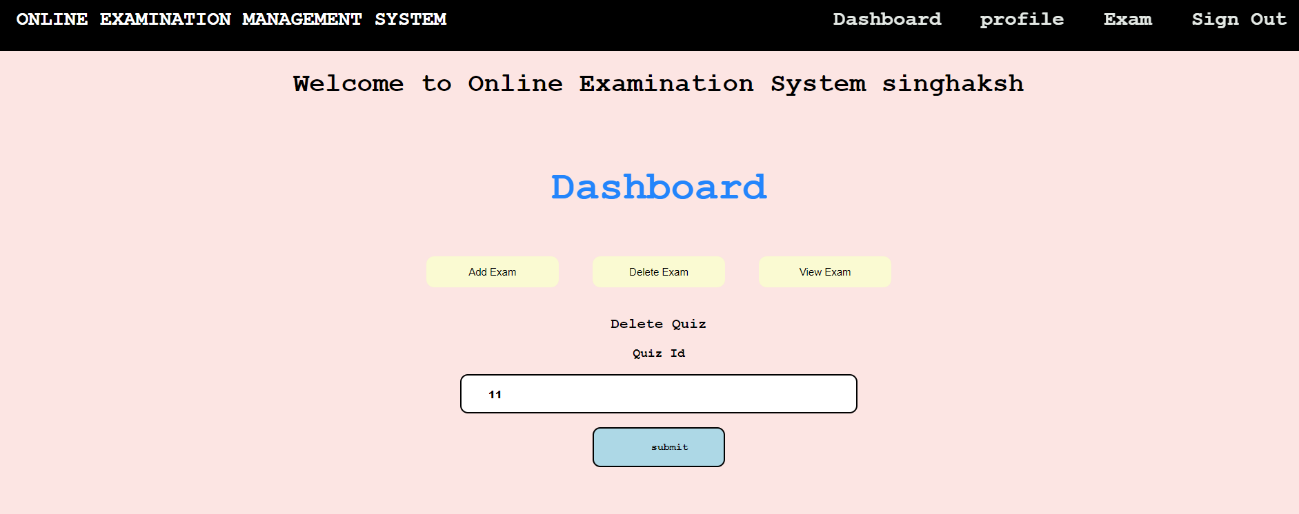 ONLINE EXAMINATION MANAGEMENT SYSTEM Dashboard profile Exam Sign Out
Welcome to Online Examination System singhaksh
Dashboard
Add Exam Delete Exam View Exam
Delete Quiz
Quiz Id
11
submit